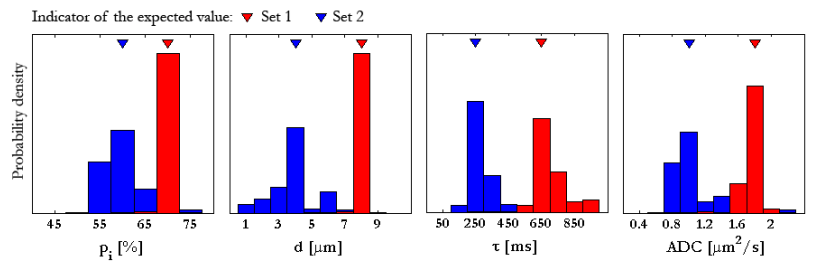 Indicator of the expected value: Set 1 Set 2
Probability density
45 55 65 75
1 3 5 7 9
50 250 450 650 850
0.4 0.8 1.2 1.6 2
p_i [%]
d [μm]
τ [ms]
ADC [μm²/s]